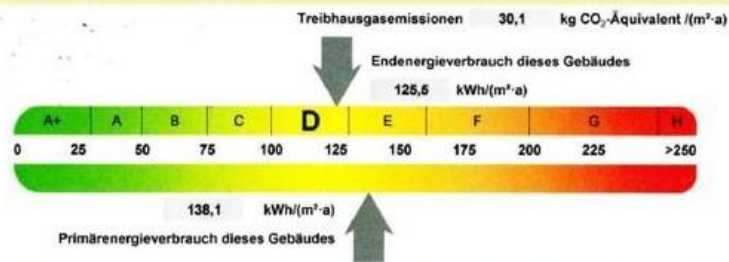 Treibhausgasemissionen 30,1 kg CO₂-Äquivalent /(m²·a)
Endenergieverbrauch dieses Gebäudes
125,5 kWh/(m²·a)
A+ A B C D E F G H
0 25 50 75 100 125 150 175 200 225 >250
138,1 kWh/(m²·a)
Primärenergieverbrauch dieses Gebäudes